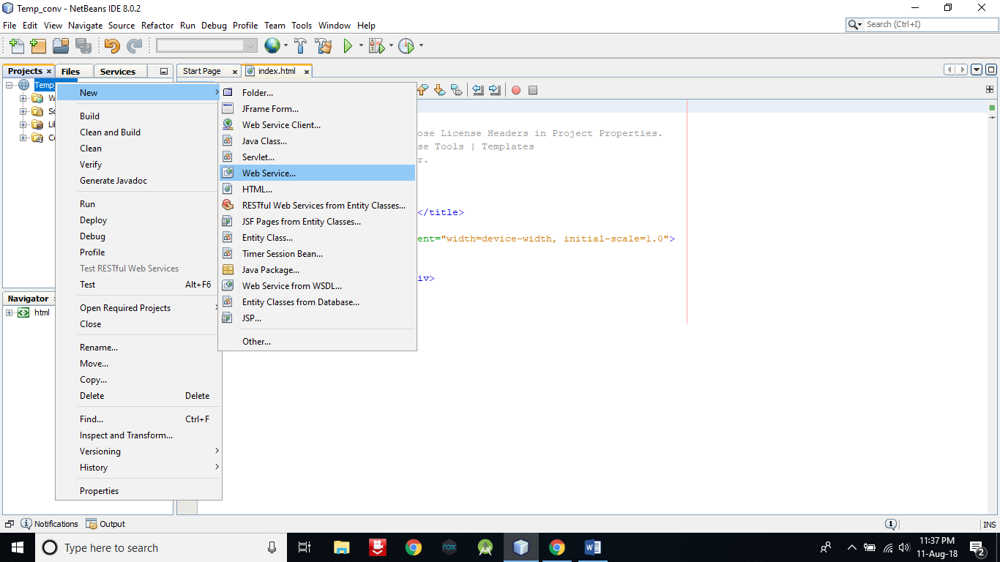 Temp_conv - NetBeans IDE 8.0.2
File Edit View Navigate Source Refactor Run Debug Profile Team Tools Window Help
Search (Ctrl+I)
Projects Files Services
Start Page index.html
Temp_
New
Build
Clean and Build
Clean
Verify
Generate Javadoc
Run
Deploy
Debug
Profile
Test RESTful Web Services
Test Alt+F6
Open Required Projects
Close
Rename...
Move...
Copy...
Delete Delete
Find... Ctrl+F
Inspect and Transform...
Versioning
History
Properties
Folder...
JFrame Form...
Web Service Client...
Java Class...
Servlet...
Web Service...
HTML...
RESTful Web Services from Entity Classes...
JSF Pages from Entity Classes...
Entity Class...
Timer Session Bean...
Java Package...
Web Service from WSDL...
Entity Classes from Database...
JSP...
Other...
ose License Headers in Project Properties.
se Tools | Templates
r.
</title>
ent="width=device-width, initial-scale=1.0">
iv>
Navigator
html
Notifications Output
1
INS
Type here to search
nox
11:37 PM
11-Aug-18
2